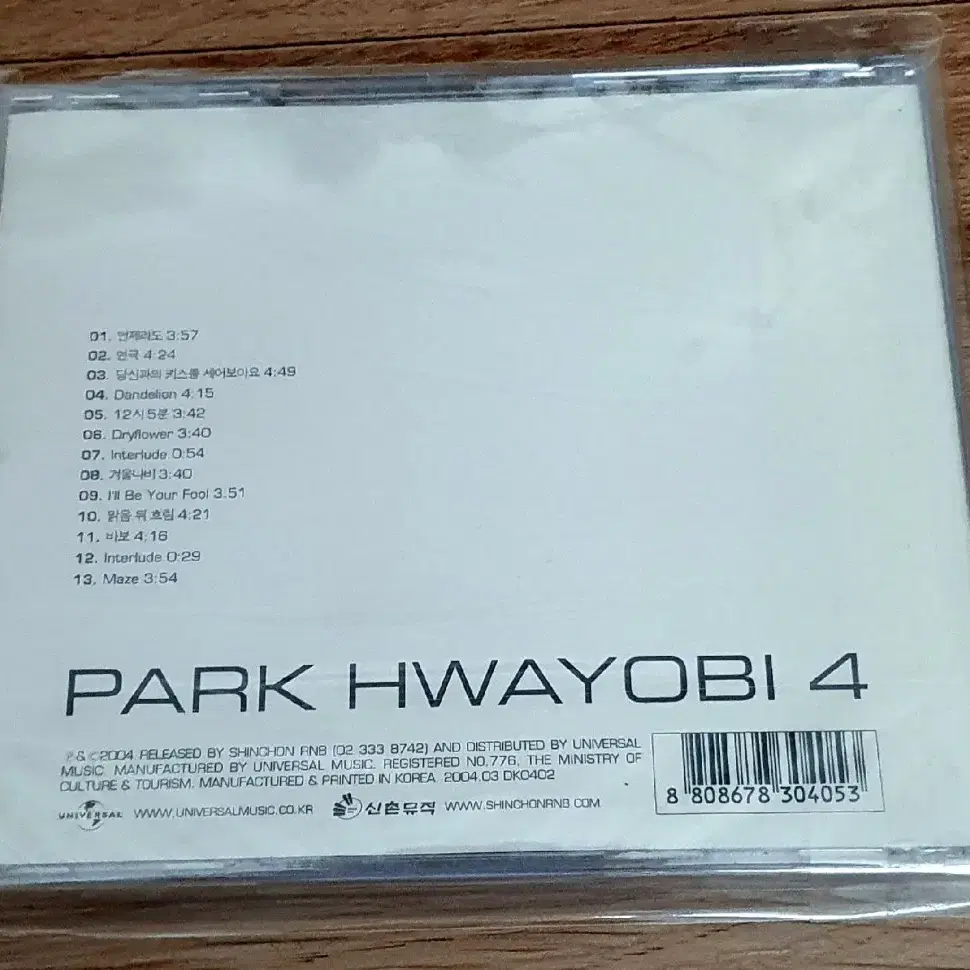 01. 언제라도 3:57
02. 연극 4:24
03. 당신과의 키스를 세어보아요 4:49
04. Dandelion 4:15
05. 12시 5분 3:42
06. Dryflower 3:40
07. Interlude 0:54
08. 겨울나비 3:40
09. I'll Be Your Fool 3:51
10. 맑음 뒤 흐림 4:21
11. 바보 4:16
12. Interlude 0:29
13. Maze 3:54
PARK HWAYOBI 4
℗ & ©2004 RELEASED BY SHINCHON RNB (02 333 8742) AND DISTRIBUTED BY UNIVERSAL
MUSIC. MANUFACTURED BY UNIVERSAL MUSIC. REGISTERED NO.776, THE MINISTRY OF
CULTURE & TOURISM. MANUFACTURED & PRINTED IN KOREA. 2004.03 DK0402
UNIVERSAL WWW.UNIVERSALMUSIC.CO.KR 신촌뮤직 WWW.SHINCHONRNB.COM
8 808678 304053